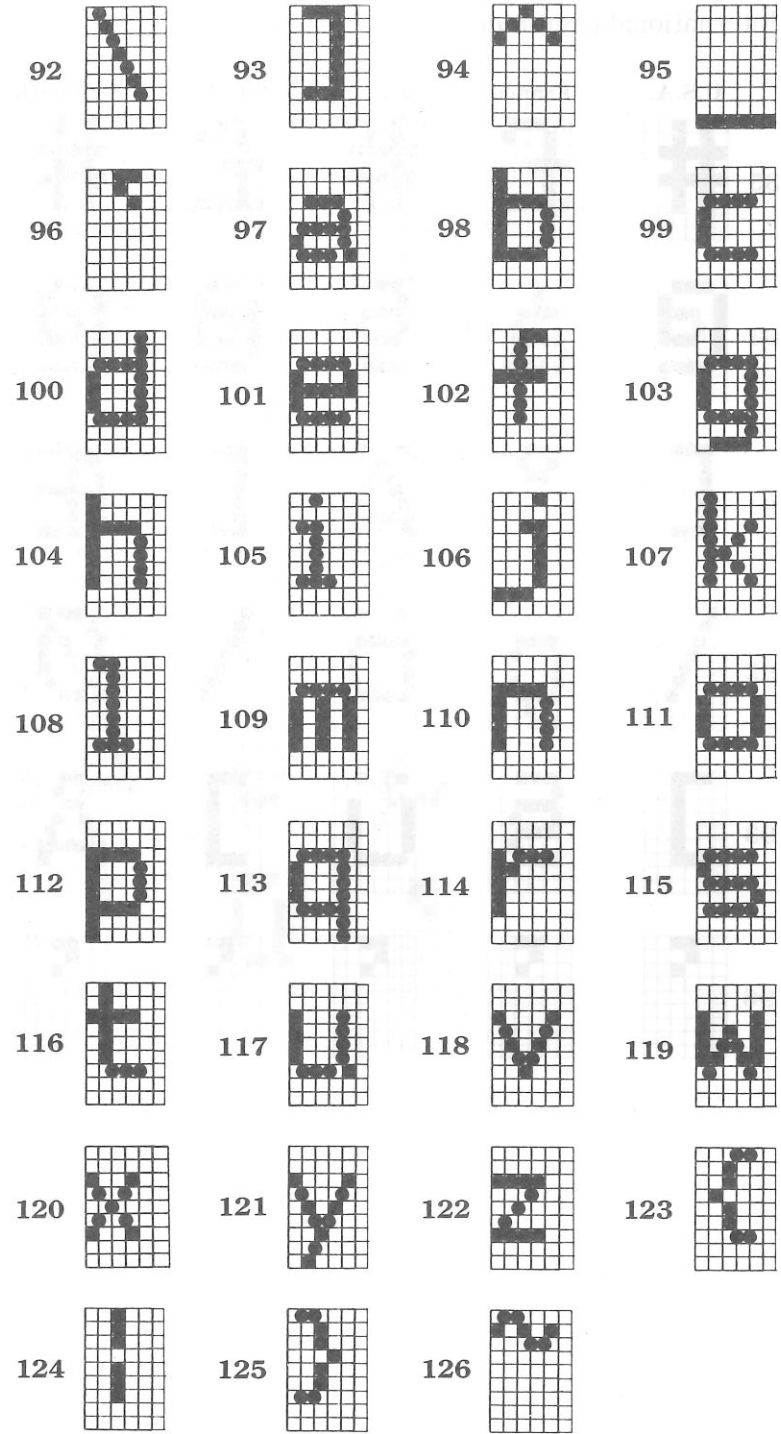 92 \ 93 ] 94 ^ 95 _
96 ` 97 a 98 b 99 c
100 d 101 e 102 f 103 g
104 h 105 i 106 j 107 k
108 l 109 m 110 n 111 o
112 p 113 q 114 r 115 s
116 t 117 u 118 v 119 w
120 x 121 y 122 z 123 {
124 | 125 } 126 ~